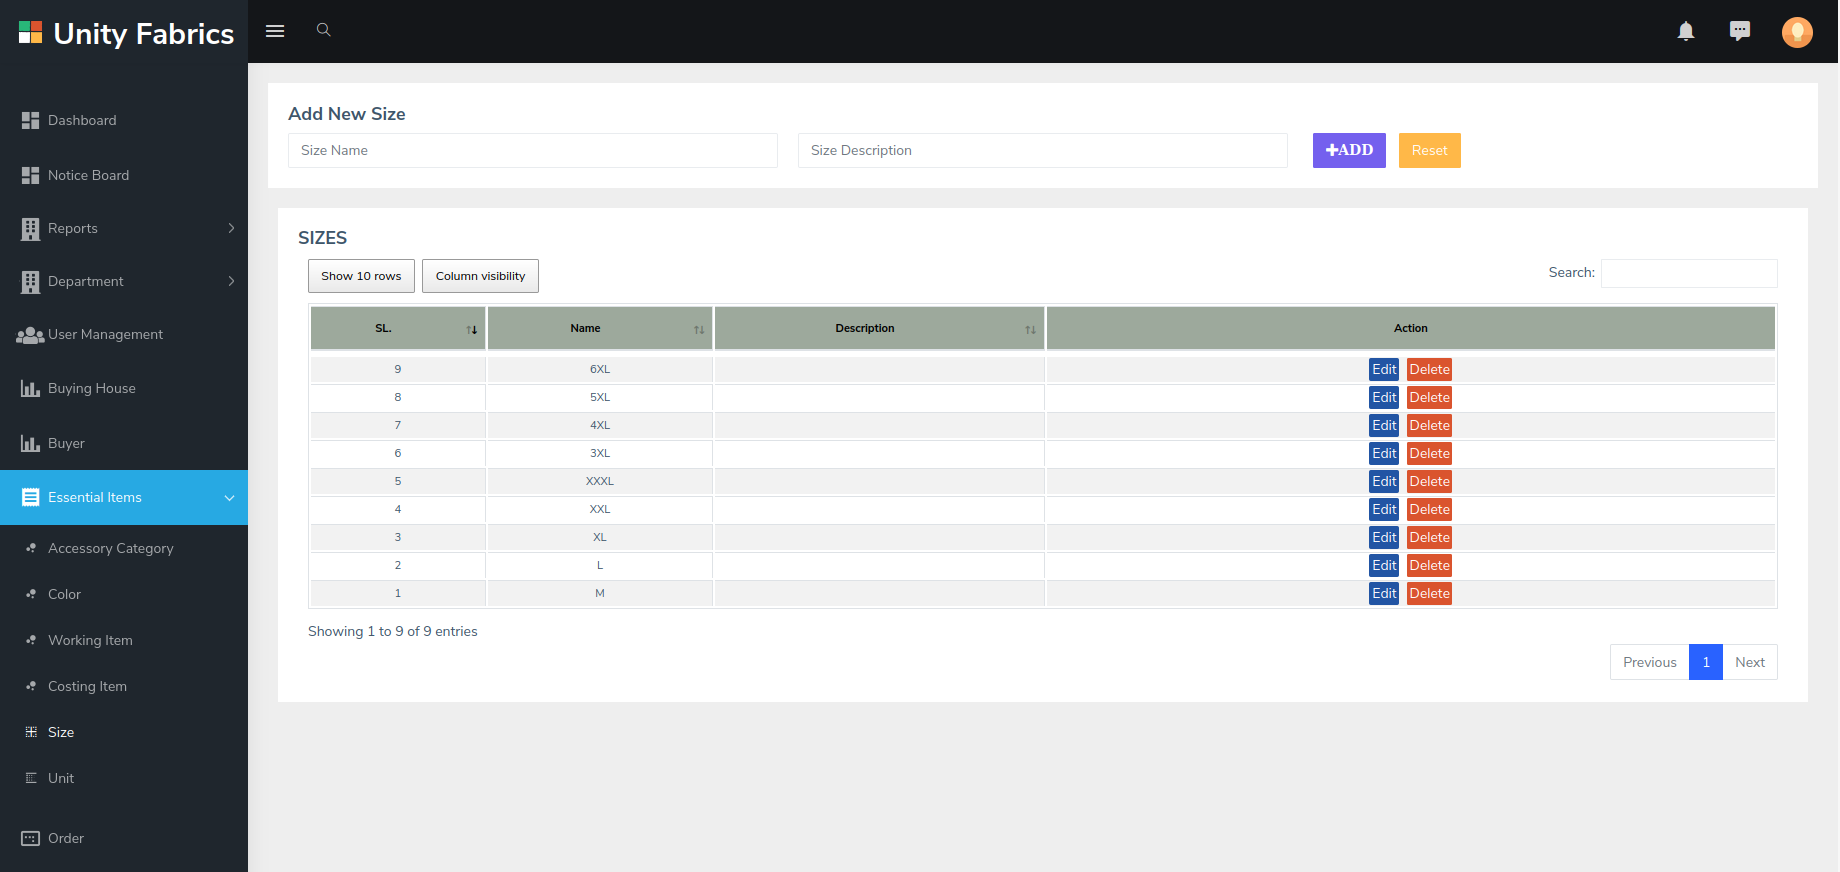 Unity Fabrics
Dashboard
Notice Board
Reports
Department
User Management
Buying House
Buyer
Essential Items
Accessory Category
Color
Working Item
Costing Item
Size
Unit
Order
Add New Size
Size Name
Size Description
+ADD
Reset
SIZES
Show 10 rows
Column visibility
Search:
SL. Name Description Action
9 6XL Edit Delete
8 5XL Edit Delete
7 4XL Edit Delete
6 3XL Edit Delete
5 XXXL Edit Delete
4 XXL Edit Delete
3 XL Edit Delete
2 L Edit Delete
1 M Edit Delete
Showing 1 to 9 of 9 entries
Previous 1 Next